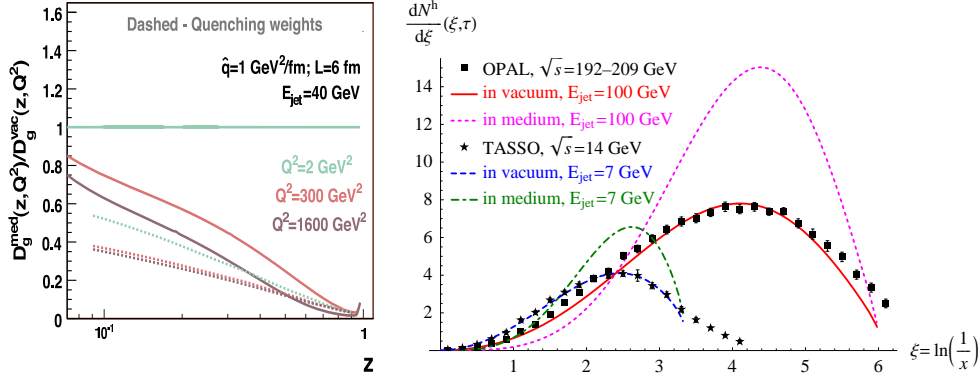 Dashed - Quenching weights
q̂=1 GeV²/fm; L=6 fm
E_jet=40 GeV
Q²=2 GeV²
Q²=300 GeV²
Q²=1600 GeV²
D_g^med(z,Q²)/D_g^vac(z,Q²)
1.6
1.4
1.2
1
0.8
0.6
0.4
0.2
0
10⁻¹
1
z
dN^h/dξ (ξ,τ)
OPAL, √s=192–209 GeV
in vacuum, E_jet=100 GeV
in medium, E_jet=100 GeV
TASSO, √s=14 GeV
in vacuum, E_jet=7 GeV
in medium, E_jet=7 GeV
14
12
10
8
6
4
2
0
1
2
3
4
5
6
ξ=ln(1/x)